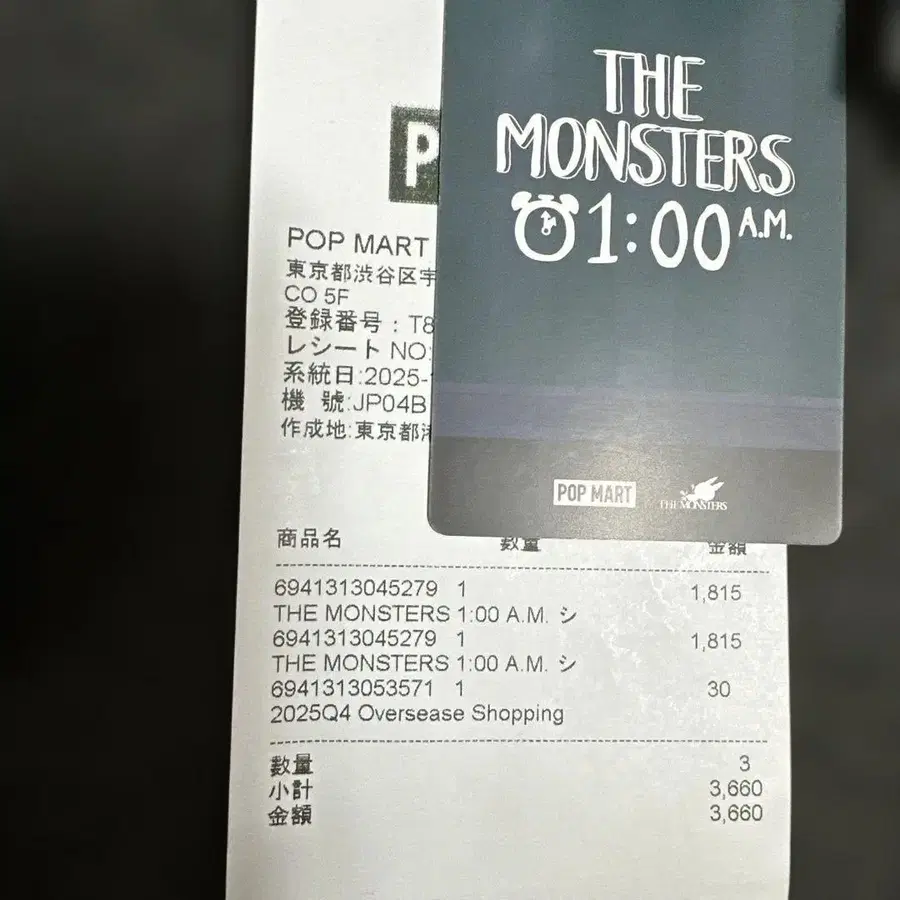 THE
MONSTERS
1:00 A.M.
POP MART
THE MONSTERS
P
POP MART
東京都渋谷区宇
CO 5F
登録番号：T8
レシート NO:
系統日:2025-
機 號:JP04B
作成地:東京都
商品名 数量 金額
6941313045279 1 1,815
THE MONSTERS 1:00 A.M. シ
6941313045279 1 1,815
THE MONSTERS 1:00 A.M. シ
6941313053571 1 30
2025Q4 Oversease Shopping
數量 3
小計 3,660
金額 3,660